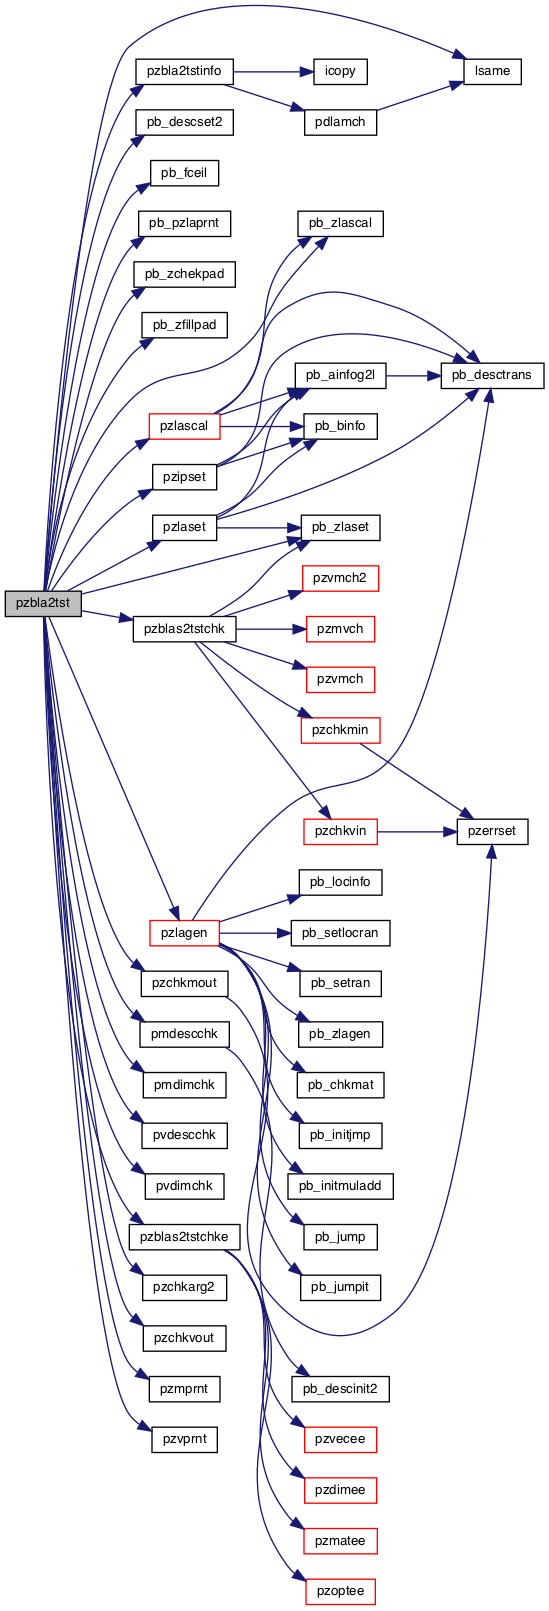 pzbla2tstinfo
icopy
lsame
pb_descset2
pdlamch
pb_fceil
pb_pzlaprnt
pb_zlascal
pb_zchekpad
pb_zfillpad
pb_ainfog2l
pb_desctrans
pzlascal
pb_binfo
pzipset
pzlaset
pb_zlaset
pzvmch2
pzbla2tst
pzblas2tstchk
pzmvch
pzvmch
pzchkmin
pzchkvin
pzerrset
pb_locinfo
pzlagen
pb_setlocran
pzchkmout
pb_setran
pmdescchk
pb_zlagen
pmdimchk
pb_chkmat
pvdescchk
pb_initjmp
pvdimchk
pb_initmuladd
pzblas2tstchke
pb_jump
pzchkarg2
pb_jumpit
pzchkvout
pzmprnt
pb_descinit2
pzvprnt
pzvecee
pzdimee
pzmatee
pzoptee